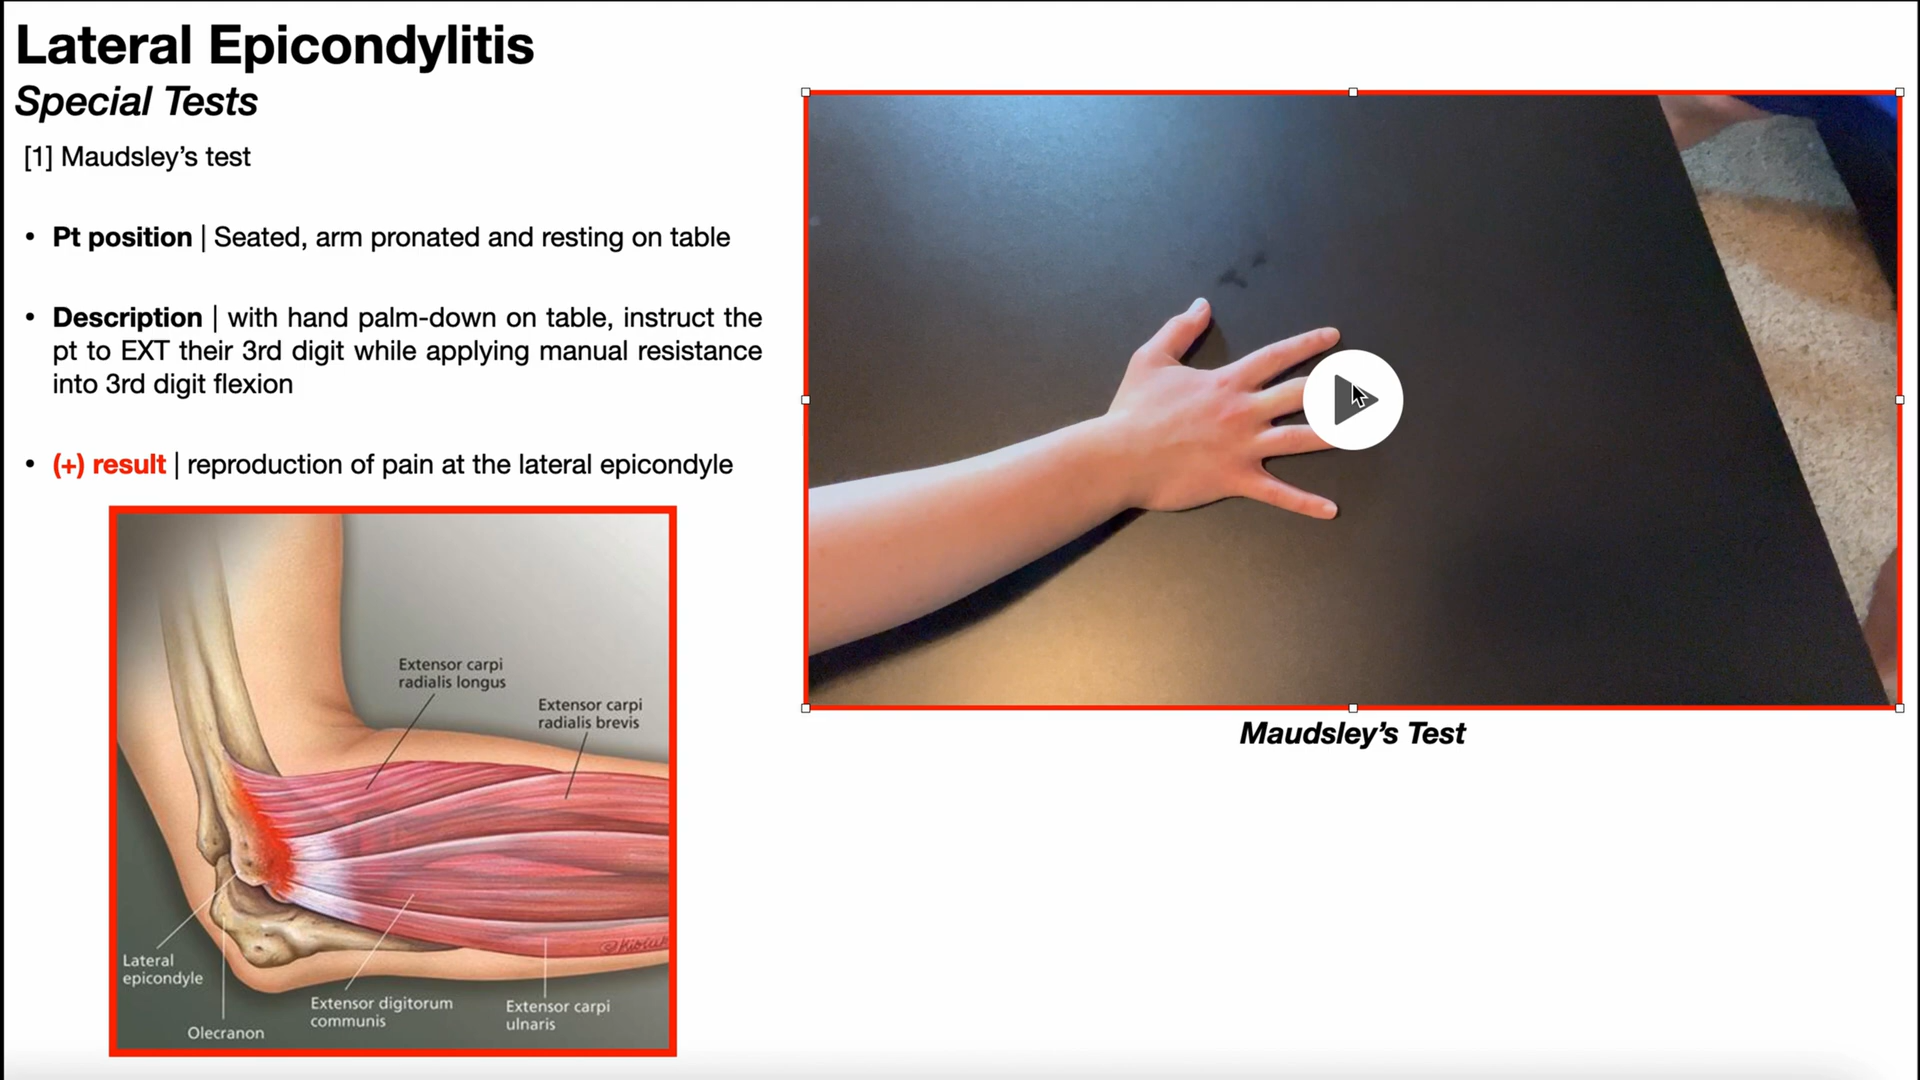 Lateral Epicondylitis
Special Tests
[1] Maudsley’s test
• Pt position | Seated, arm pronated and resting on table
• Description | with hand palm-down on table, instruct the
pt to EXT their 3rd digit while applying manual resistance
into 3rd digit flexion
• (+) result | reproduction of pain at the lateral epicondyle
Extensor carpi
radialis longus
Extensor carpi
radialis brevis
Lateral
epicondyle
Olecranon
Extensor digitorum
communis
Extensor carpi
ulnaris
Maudsley’s Test